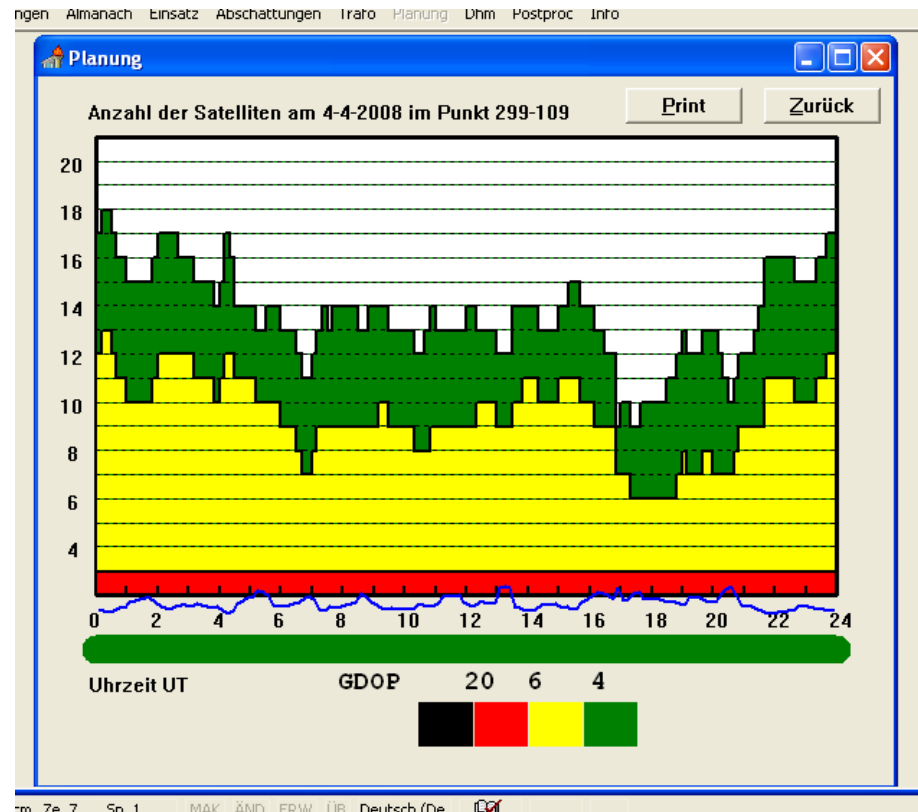 ngen Almanach Einsatz Abschattungen Trafo Planung Dhm Postproc Info
Planung
Anzahl der Satelliten am 4-4-2008 im Punkt 299-109
Print
Zurück
20
18
16
14
12
10
8
6
4
0 2 4 6 8 10 12 14 16 18 20 22 24
Uhrzeit UT
GDOP 20 6 4
Ze 7 Sp 1 MAK ÄND ERW ÜB Deutsch (De